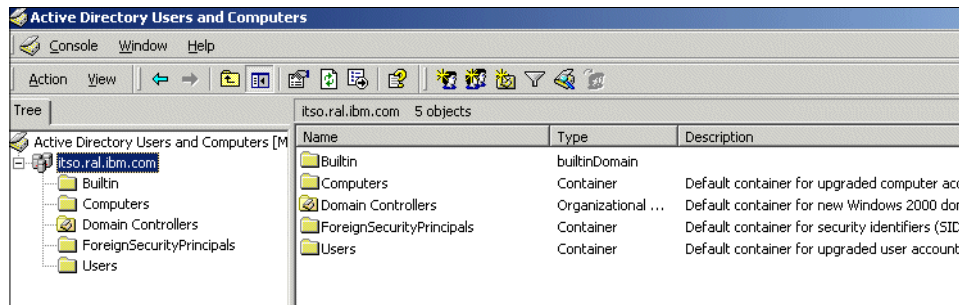 Active Directory Users and Computers
Console Window Help
Action View
Tree
itso.ral.ibm.com 5 objects
Active Directory Users and Computers [M
itso.ral.ibm.com
Builtin
Computers
Domain Controllers
ForeignSecurityPrincipals
Users
Name Type Description
Builtin builtinDomain
Computers Container Default container for upgraded computer acc
Domain Controllers Organizational ... Default container for new Windows 2000 dom
ForeignSecurityPrincipals Container Default container for security identifiers (SID
Users Container Default container for upgraded user account